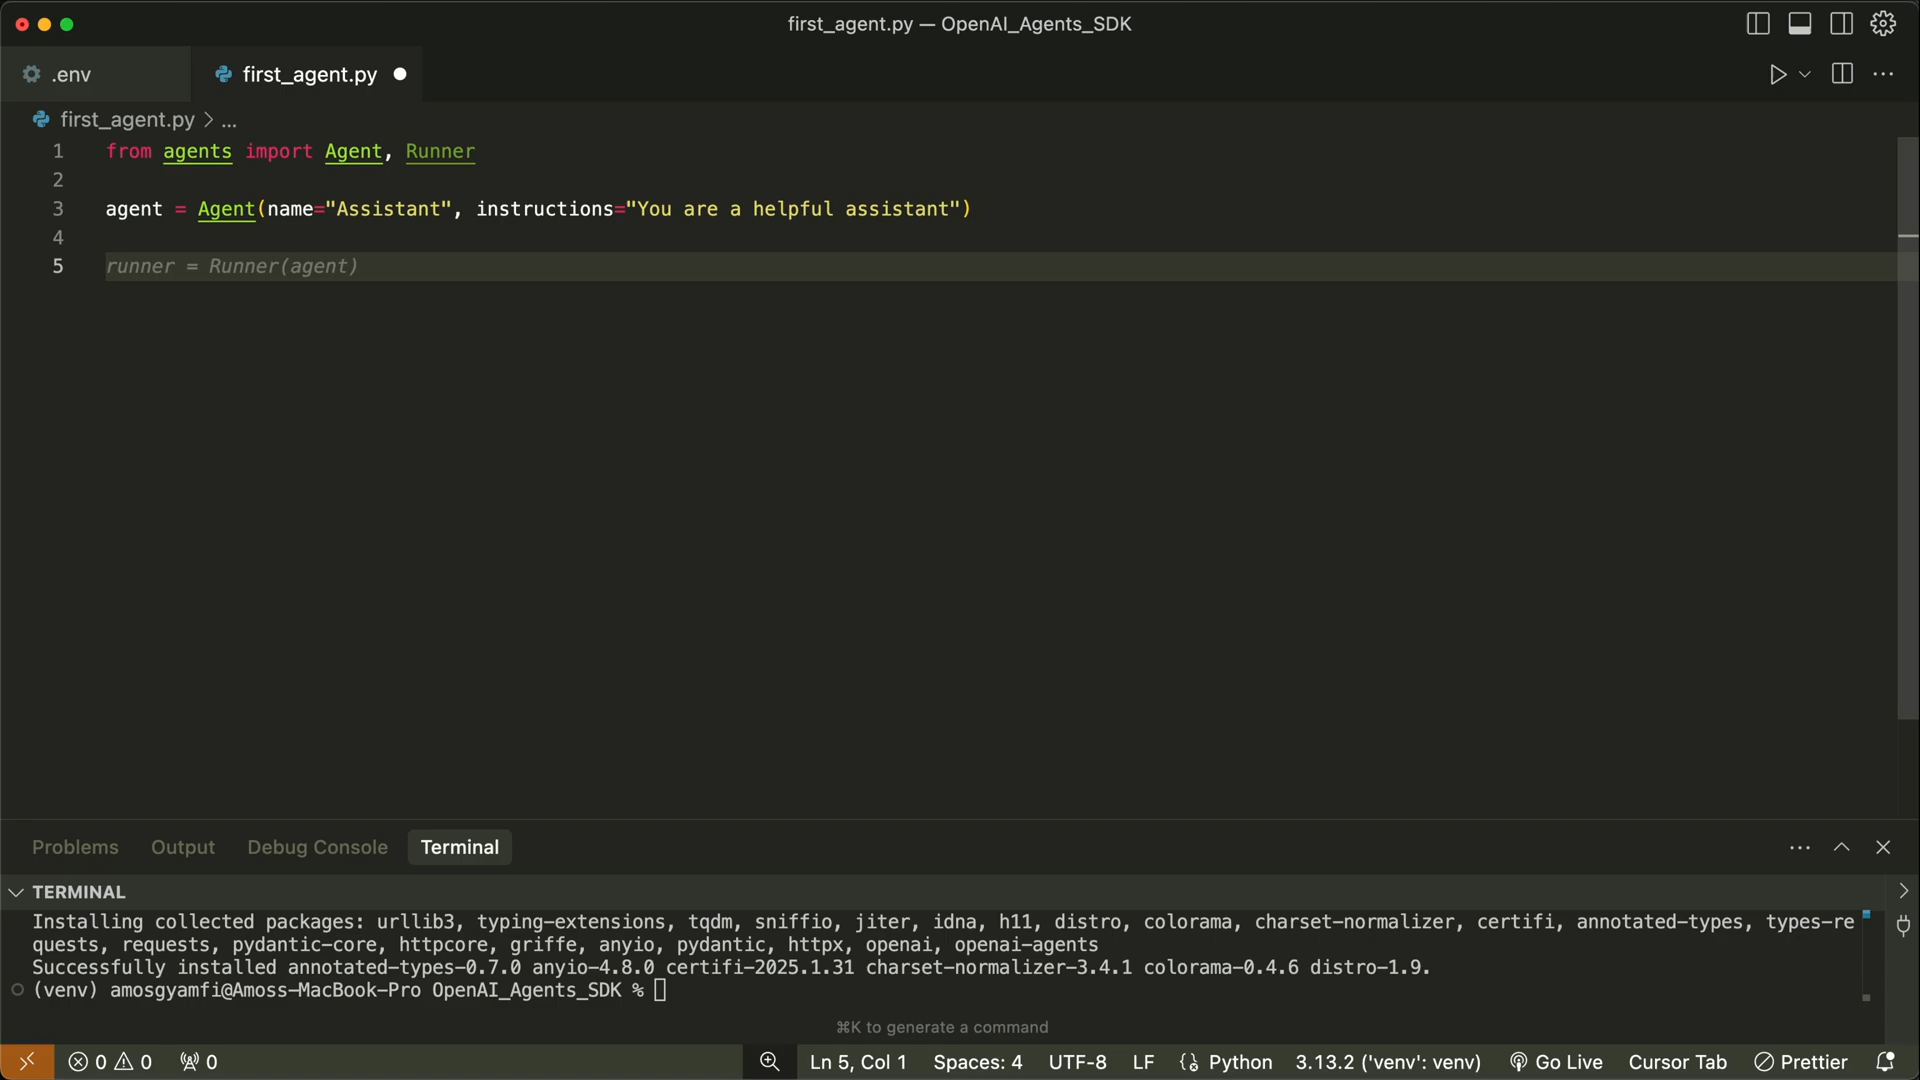 first_agent.py — OpenAI_Agents_SDK
.env
first_agent.py
first_agent.py > ...
1 from agents import Agent, Runner
2
3 agent = Agent(name="Assistant", instructions="You are a helpful assistant")
4
5 runner = Runner(agent)
Problems Output Debug Console Terminal
TERMINAL
Installing collected packages: urllib3, typing-extensions, tqdm, sniffio, jiter, idna, h11, distro, colorama, charset-normalizer, certifi, annotated-types, types-re
quests, requests, pydantic-core, httpcore, griffe, anyio, pydantic, httpx, openai, openai-agents
Successfully installed annotated-types-0.7.0 anyio-4.8.0 certifi-2025.1.31 charset-normalizer-3.4.1 colorama-0.4.6 distro-1.9.
(venv) amosgyamfi@Amoss-MacBook-Pro OpenAI_Agents_SDK %
⌘K to generate a command
0 0 0 Ln 5, Col 1 Spaces: 4 UTF-8 LF Python 3.13.2 ('venv': venv) Go Live Cursor Tab Prettier